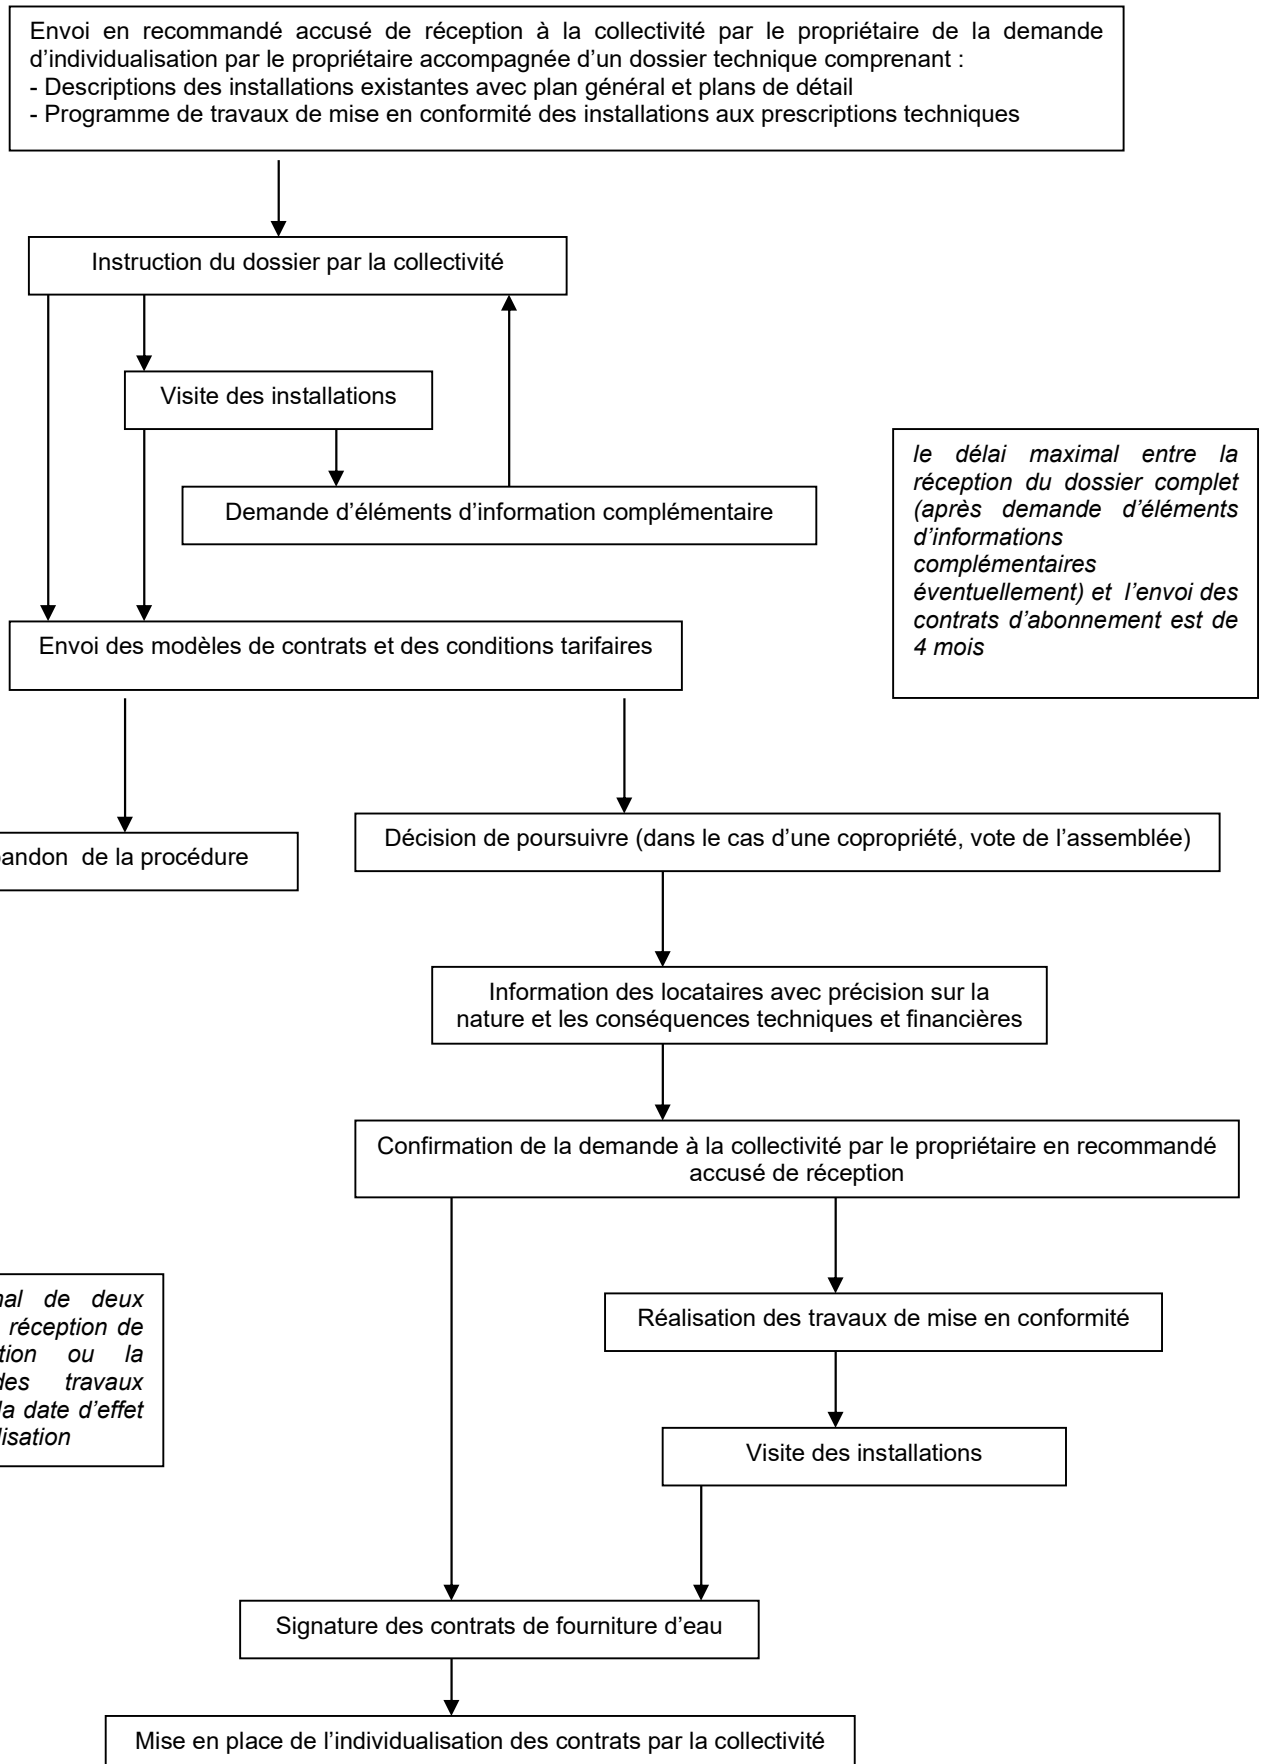 Envoi en recommandé accusé de réception à la collectivité par le propriétaire de la demande
d’individualisation par le propriétaire accompagnée d’un dossier technique comprenant :
- Descriptions des installations existantes avec plan général et plans de détail
- Programme de travaux de mise en conformité des installations aux prescriptions techniques
Instruction du dossier par la collectivité
Visite des installations
Demande d’éléments d’information complémentaire
le délai maximal entre la
réception du dossier complet
(après demande d’éléments
d’informations
complémentaires
éventuellement) et l’envoi des
contrats d’abonnement est de
4 mois
Envoi des modèles de contrats et des conditions tarifaires
de la procédure
Décision de poursuivre (dans le cas d’une copropriété, vote de l’assemblée)
Information des locataires avec précision sur la
nature et les conséquences techniques et financières
Confirmation de la demande à la collectivité par le propriétaire en recommandé
accusé de réception
de deux
réception de
ou la
des travaux
la date d’effet
Réalisation des travaux de mise en conformité
Visite des installations
Signature des contrats de fourniture d’eau
Mise en place de l’individualisation des contrats par la collectivité